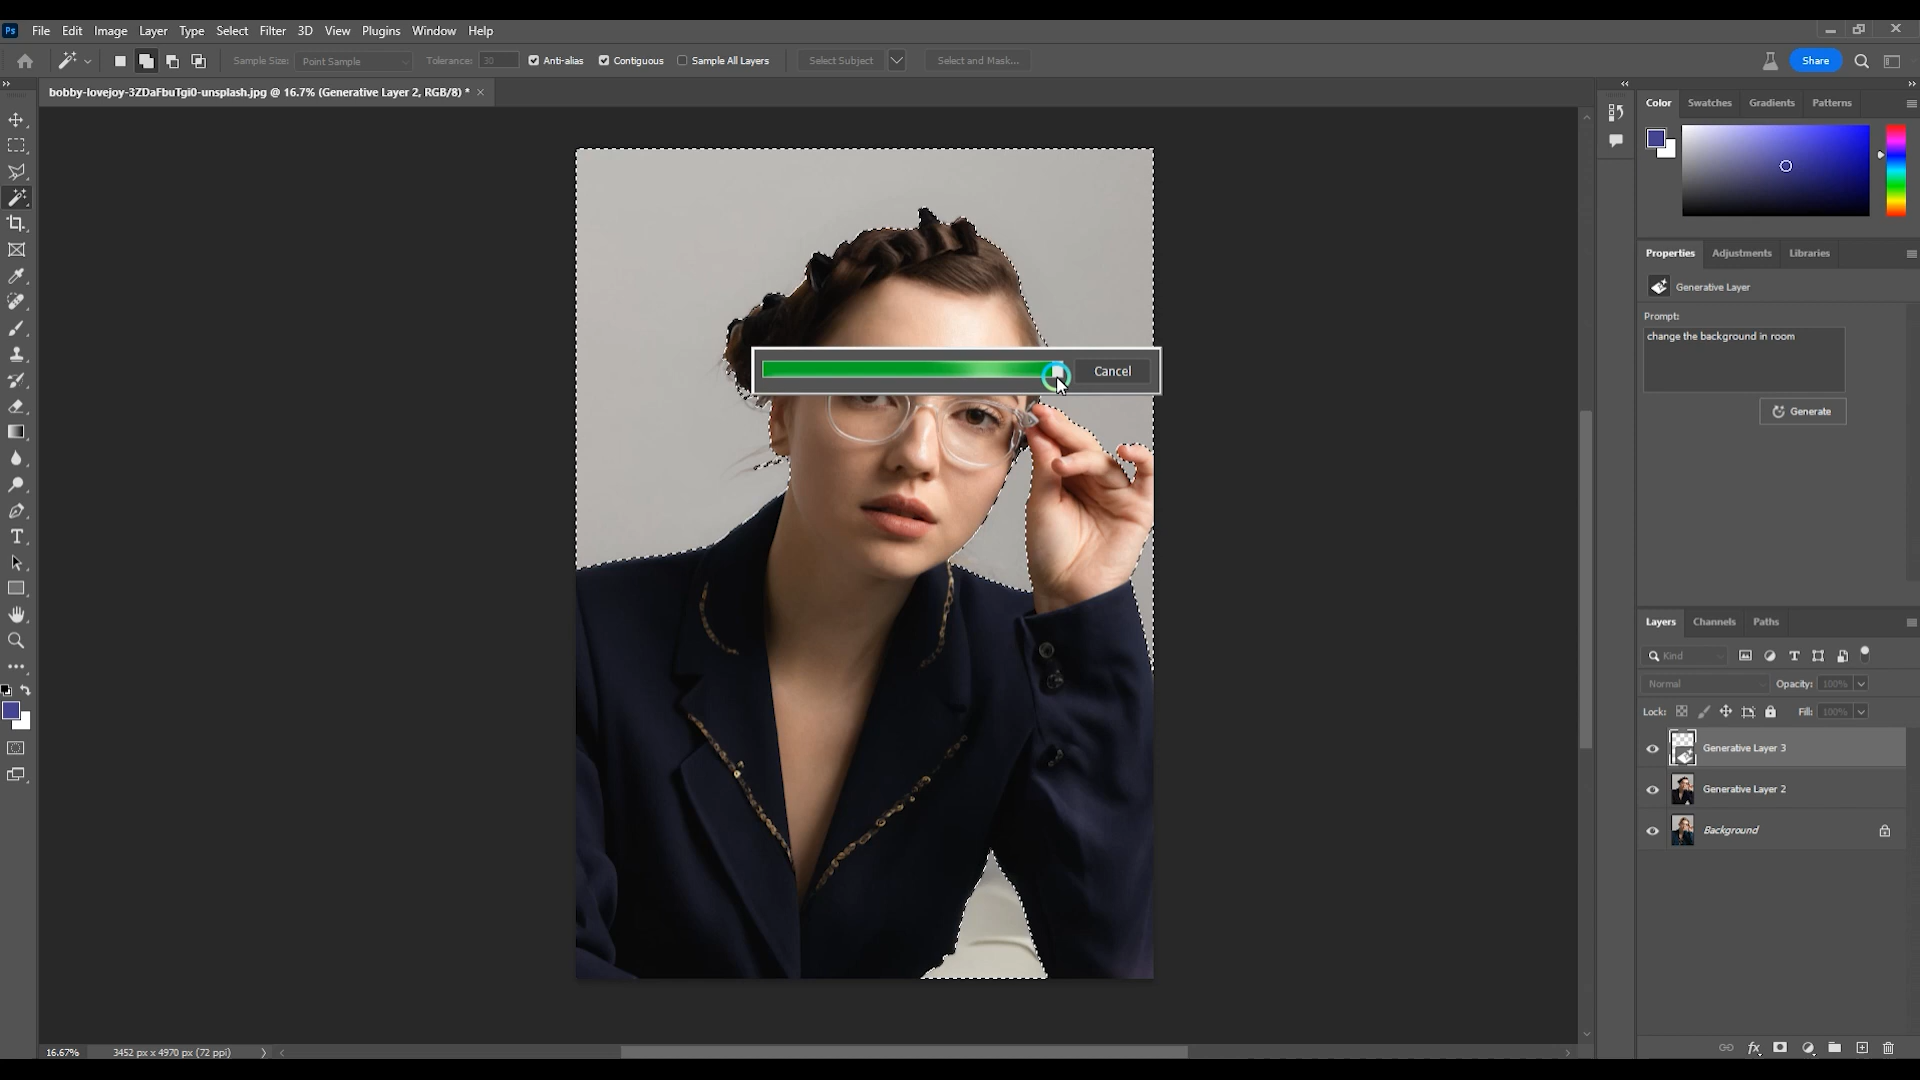 Ps File Edit Image Layer Type Select Filter 3D View Plugins Window Help
Sample Size: Point Sample Tolerance: 30 Anti-alias Contiguous Sample All Layers Select Subject Select and Mask... Share
bobby-lovejoy-3ZDaFbuTgi0-unsplash.jpg @ 16.7% (Generative Layer 2, RGB/8) * ×
Color Swatches Gradients Patterns
Properties Adjustments Libraries
Generative Layer
Prompt:
change the background in room
Generate
Cancel
Layers Channels Paths
Kind
Normal Opacity: 100%
Lock: Fill: 100%
Generative Layer 3
Generative Layer 2
Background
fx
16.67% 3452 px x 4970 px (72 ppi)